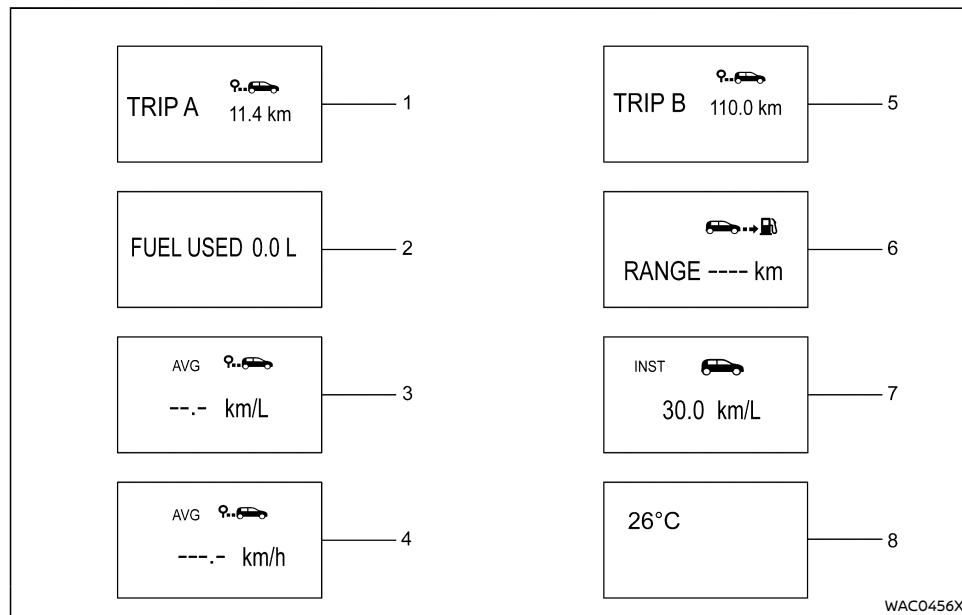 TRIP A
11.4 km
1
FUEL USED 0.0 L
2
AVG
--.- km/L
3
AVG
---.- km/h
4
TRIP B
110.0 km
5
RANGE ---- km
6
INST
30.0 km/L
7
26°C
8
WAC0456X